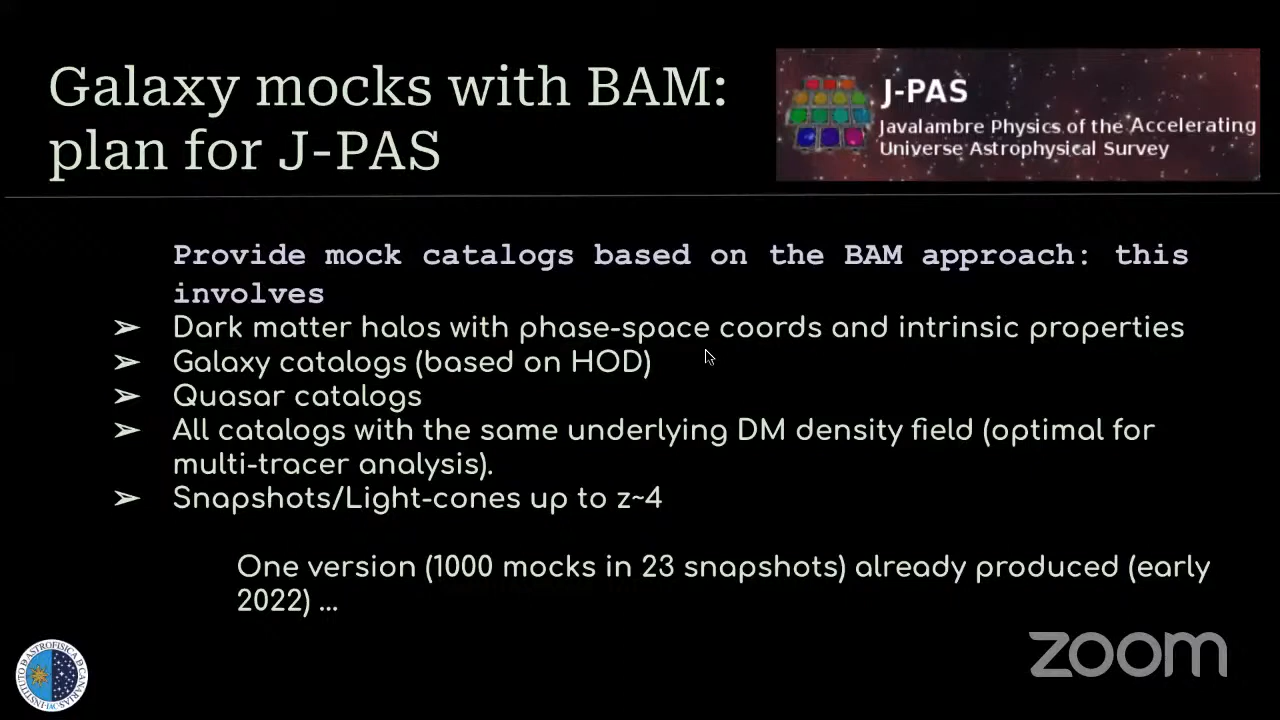 Galaxy mocks with BAM:
plan for J-PAS
J-PAS
Javalambre Physics of the Accelerating
Universe Astrophysical Survey
Provide mock catalogs based on the BAM approach: this
involves
➢ Dark matter halos with phase-space coords and intrinsic properties
➢ Galaxy catalogs (based on HOD)
➢ Quasar catalogs
➢ All catalogs with the same underlying DM density field (optimal for
multi-tracer analysis).
➢ Snapshots/Light-cones up to z~4
One version (1000 mocks in 23 snapshots) already produced (early
2022) ...
zoom